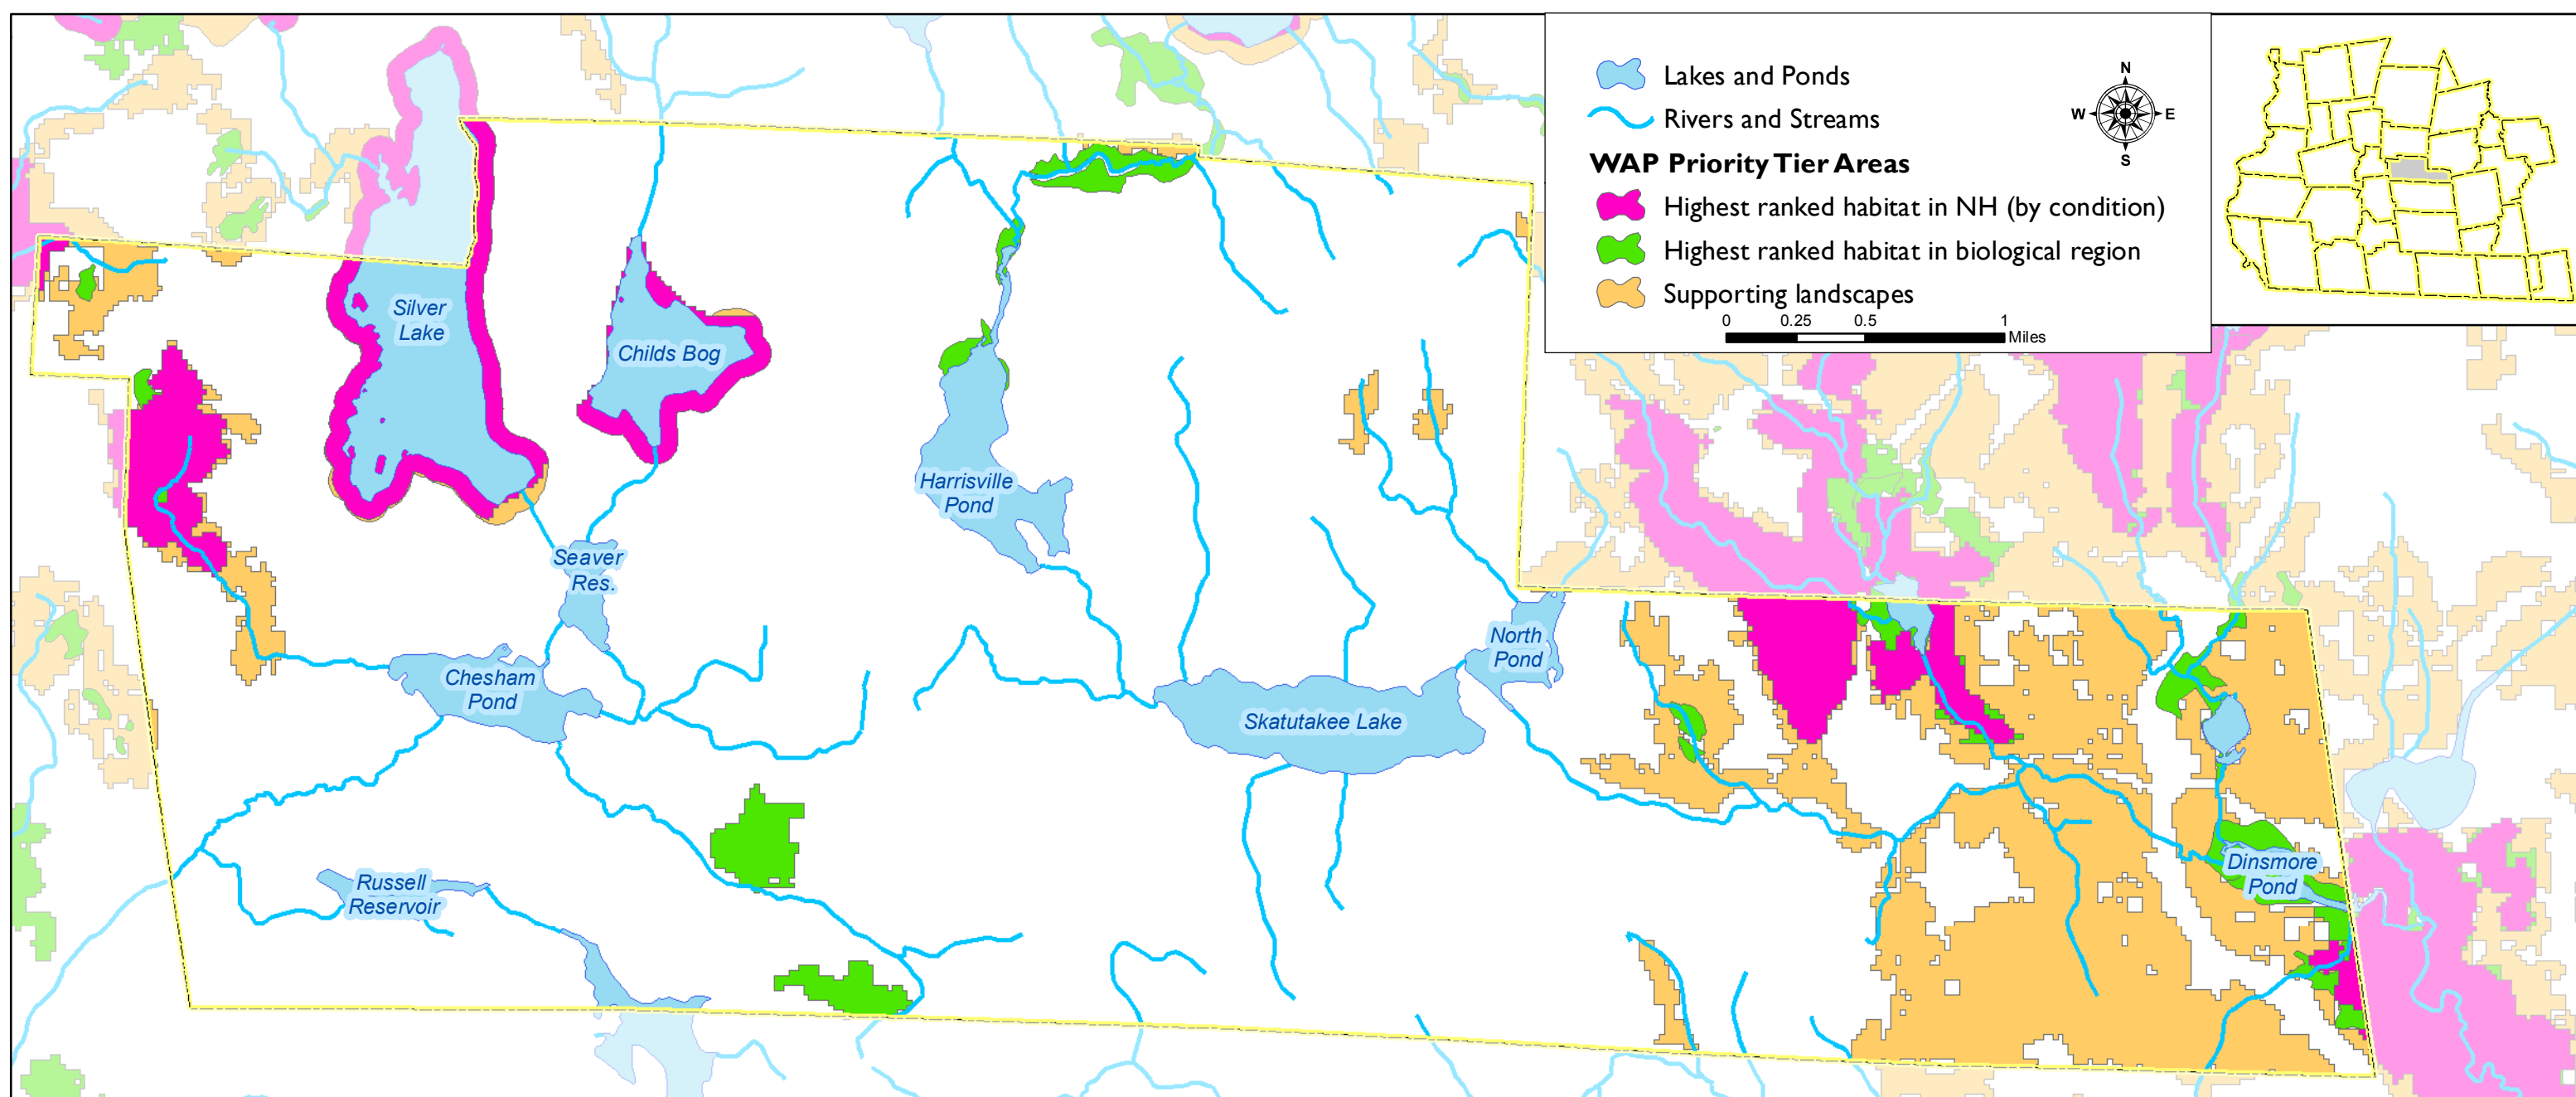 Lakes and Ponds
Rivers and Streams
WAP Priority Tier Areas
Highest ranked habitat in NH (by condition)
Highest ranked habitat in biological region
Supporting landscapes
0 0.25 0.5 1
Miles
N
W E
S
Silver
Lake
Childs Bog
Harrisville
Pond
Seaver
Res.
Chesham
Pond
North
Pond
Skatutakee Lake
Russell
Reservoir
Dinsmore
Pond